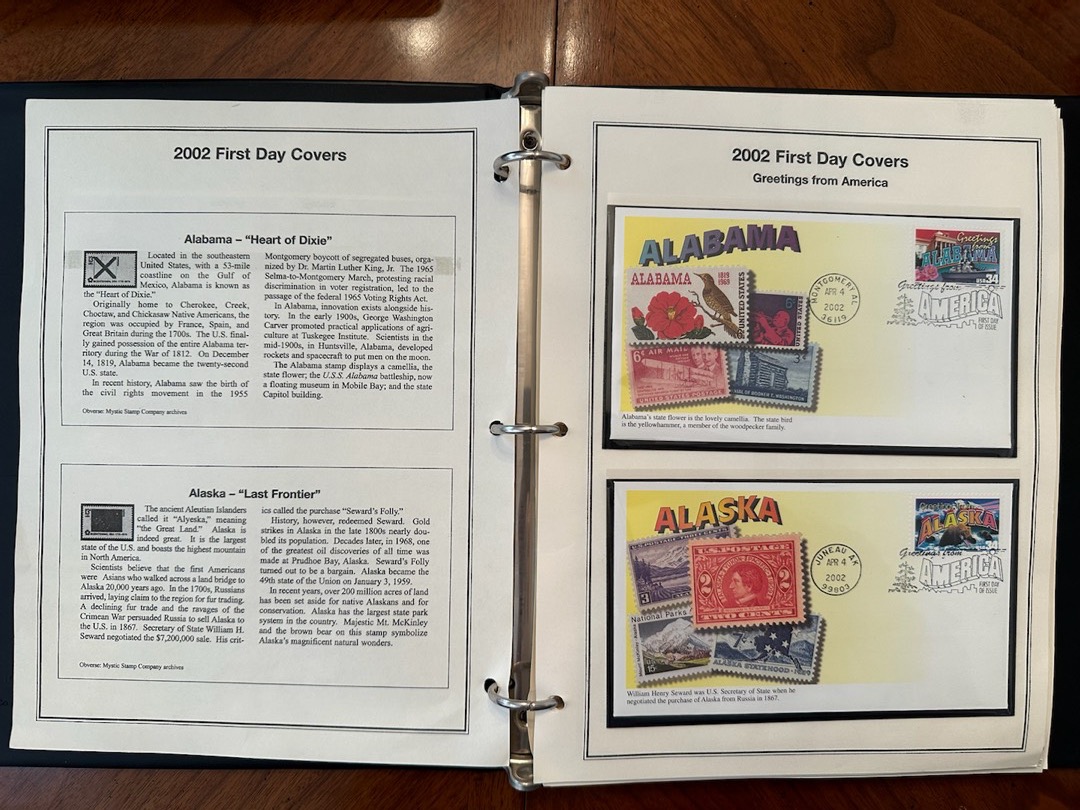 2002 First Day Covers
Alabama – “Heart of Dixie”
Located in the southeastern
United States, with a 53-mile
coastline on the Gulf of
Mexico, Alabama is known as
the “Heart of Dixie.”
Originally home to Cherokee, Creek,
Choctaw, and Chickasaw Native Americans, the
region was occupied by France, Spain, and
Great Britain during the 1700s. The U.S. final-
ly gained possession of the entire Alabama ter-
ritory during the War of 1812. On December
14, 1819, Alabama became the twenty-second
U.S. state.
In recent history, Alabama saw the birth of
the civil rights movement in the 1955
Montgomery boycott of segregated buses, orga-
nized by Dr. Martin Luther King, Jr. The 1965
Selma-to-Montgomery March, protesting racial
discrimination in voter registration, led to the
passage of the federal 1965 Voting Rights Act.
In Alabama, innovation exists alongside his-
tory. In the early 1900s, George Washington
Carver promoted practical applications of agri-
culture at Tuskegee Institute. Scientists in the
mid-1900s, in Huntsville, Alabama, developed
rockets and spacecraft to put men on the moon.
The Alabama stamp displays a camellia, the
state flower; the U.S.S. Alabama battleship, now
a floating museum in Mobile Bay; and the state
Capitol building.
Obverse: Mystic Stamp Company archives
Alaska – “Last Frontier”
The ancient Aleutian Islanders
called it “Alyeska,” meaning
“the Great Land.” Alaska is
indeed great. It is the largest
state of the U.S. and boasts the highest mountain
in North America.
Scientists believe that the first Americans
were Asians who walked across a land bridge to
Alaska 20,000 years ago. In the 1700s, Russians
arrived, laying claim to the region for fur trading.
A declining fur trade and the ravages of the
Crimean War persuaded Russia to sell Alaska to
the U.S. in 1867. Secretary of State William H.
Seward negotiated the $7,200,000 sale. His crit-
ics called the purchase “Seward’s Folly.”
History, however, redeemed Seward. Gold
strikes in Alaska in the late 1800s nearly dou-
bled its population. Decades later, in 1968, one
of the greatest oil discoveries of all time was
made at Prudhoe Bay, Alaska. Seward’s Folly
turned out to be a bargain. Alaska became the
49th state of the Union on January 3, 1959.
In recent years, over 200 million acres of land
has been set aside for native Alaskans and for
conservation. Alaska has the largest state park
system in the country. Majestic Mt. McKinley
and the brown bear on this stamp symbolize
Alaska’s magnificent natural wonders.
Obverse: Mystic Stamp Company archives
2002 First Day Covers
Greetings from America
ALABAMA
ALABAMA
1819
1969
UNITED STATES
6¢
UNITED STATES
6¢ AIR MAIL
UNITED STATES POSTAGE
3¢
BOOKER T. WASHINGTON
Alabama’s state flower is the lovely camellia. The state bird
is the yellowhammer, a member of the woodpecker family.
MONTGOMERY AL
APR 4
2002
36119
Greetings from
ALABAMA
34
Greetings from
AMERICA
FIRST DAY
OF ISSUE
ALASKA
U.S. POSTAGE
3
U.S. POSTAGE
2 2
TWO CENTS
National Parks
US
15c
ALASKA STATEHOOD
William Henry Seward was U.S. Secretary of State when he
negotiated the purchase of Alaska from Russia in 1867.
JUNEAU AK
APR 4
2002
99803
Greetings from
ALASKA
Greetings from
AMERICA
FIRST DAY
OF ISSUE